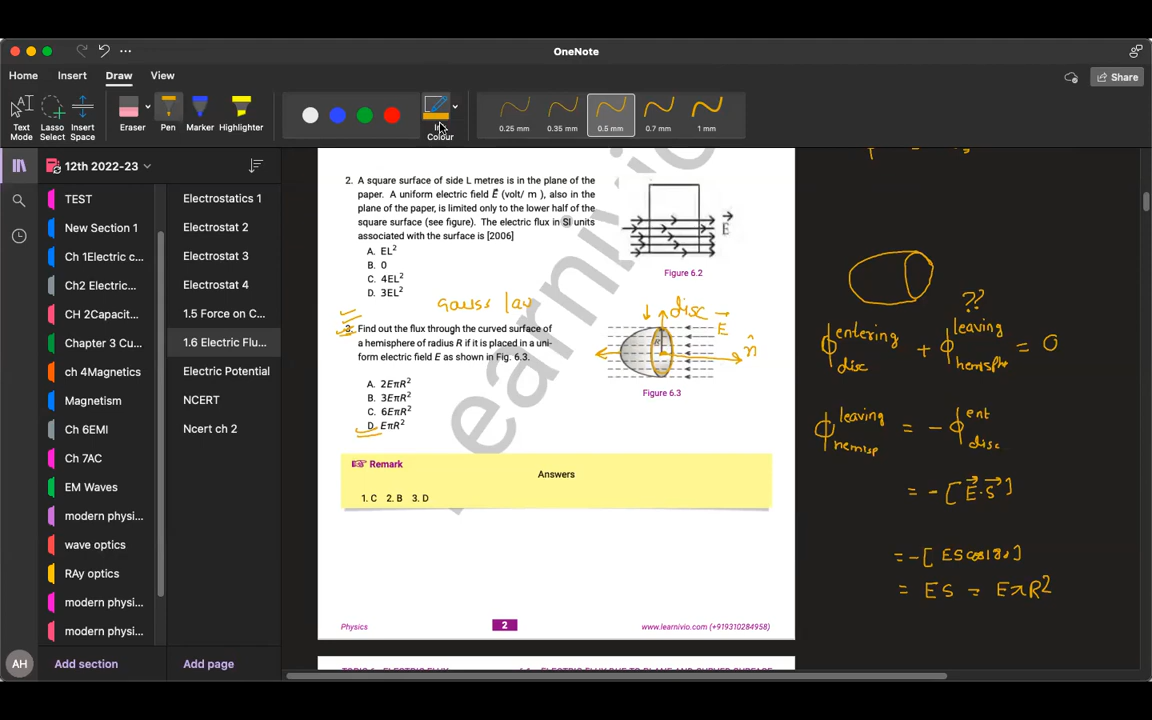 OneNote
Home Insert Draw View
Share
Text Mode
Lasso Select
Insert Space
Eraser
Pen
Marker
Highlighter
Colour
0.25 mm
0.35 mm
0.5 mm
0.7 mm
1 mm
12th 2022-23
TEST
New Section 1
Ch 1Electric c...
Ch2 Electric...
CH 2Capacit...
Chapter 3 Cu...
ch 4Magnetics
Magnetism
Ch 6EMI
Ch 7AC
EM Waves
modern physi...
wave optics
RAy optics
modern physi...
modern physi...
AH
Add section
Electrostatics 1
Electrostat 2
Electrostat 3
Electrostat 4
1.5 Force on C...
1.6 Electric Flu...
Electric Potential
NCERT
Ncert ch 2
Add page
2. A square surface of side L metres is in the plane of the
paper. A uniform electric field E⃗ (volt/ m ), also in the
plane of the paper, is limited only to the lower half of the
square surface (see figure). The electric flux in SI units
associated with the surface is [2006]
A. EL²
B. 0
C. 4EL²
D. 3EL²
E⃗
Figure 6.2
gauss law
3. Find out the flux through the curved surface of
a hemisphere of radius R if it is placed in a uni-
form electric field E as shown in Fig. 6.3.
A. 2EπR²
B. 3EπR²
C. 6EπR²
D. EπR²
disc
E⃗
R
n̂
Figure 6.3
Remark
Answers
1. C 2. B 3. D
Physics
2
www.learnivio.com (+919310284958)
learnivio
??
ϕ entering disc + ϕ leaving hemisphr = 0
ϕ leaving hemisp = - ϕ ent disc
= - [E⃗.S⃗]
= -[ES cos180]
= ES = EπR²